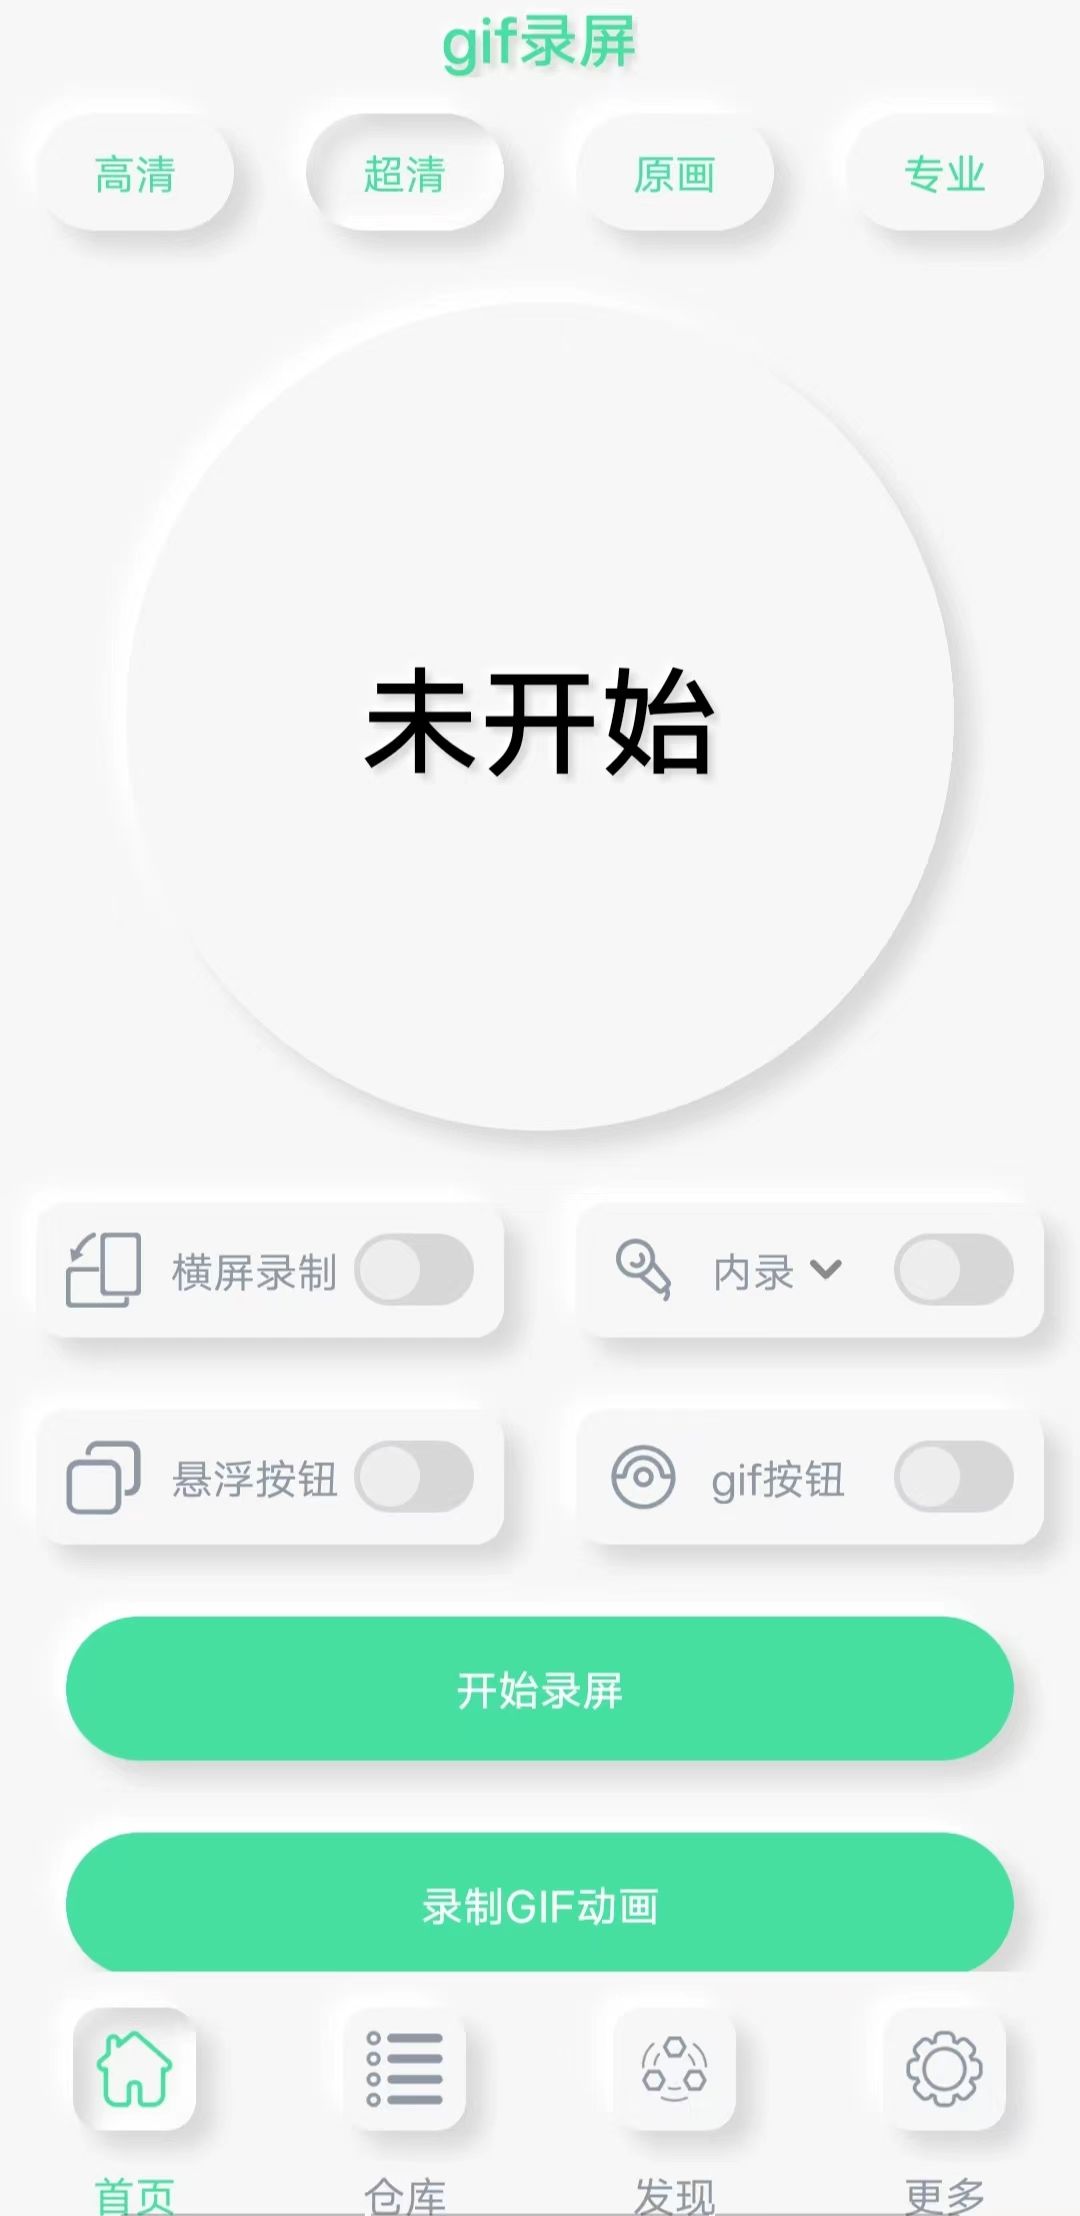 gif录屏
高清
超清
原画
专业
未开始
横屏录制
内录
悬浮按钮
gif按钮
开始录屏
录制GIF动画
首页
仓库
发现
更多